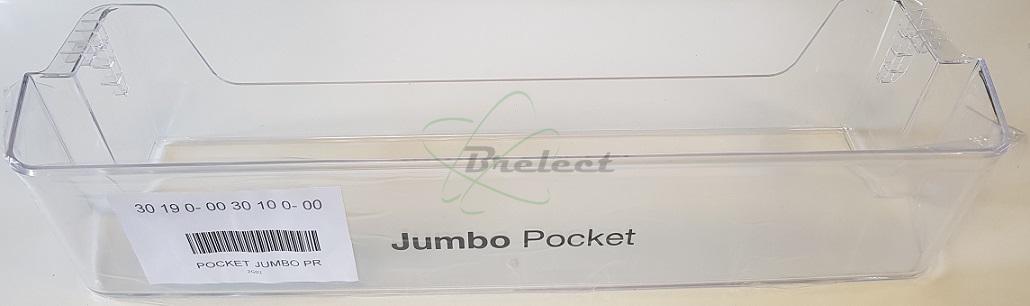 Brelect
30 19 0- 00 30 10 0- 00
Jumbo Pocket
POCKET JUMBO PR